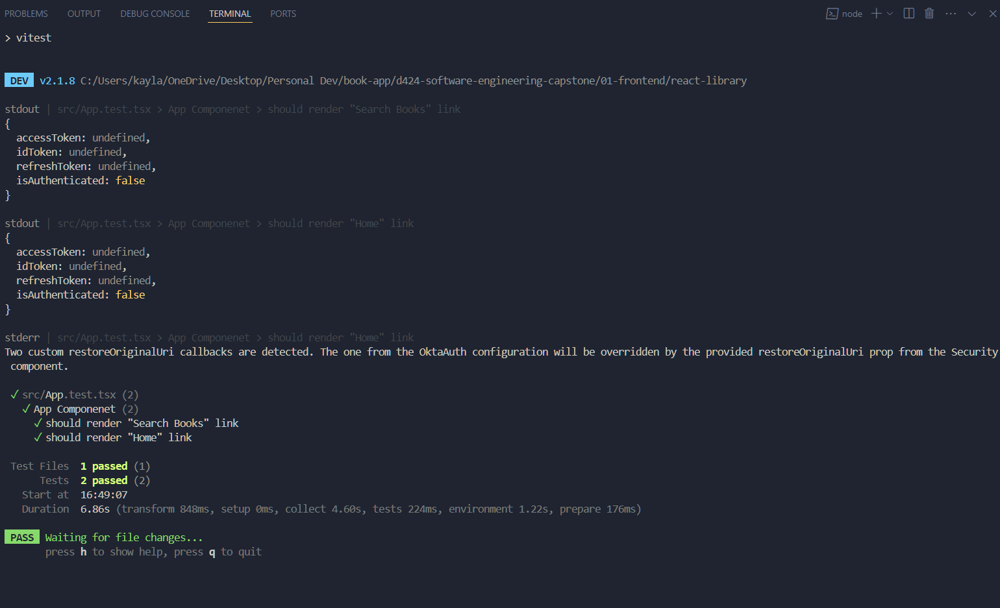 PROBLEMS OUTPUT DEBUG CONSOLE TERMINAL PORTS node
> vitest
DEV v2.1.8 C:/Users/kayla/OneDrive/Desktop/Personal Dev/book-app/d424-software-engineering-capstone/01-frontend/react-library
stdout | src/App.test.tsx > App Componenet > should render "Search Books" link
{
  accessToken: undefined,
  idToken: undefined,
  refreshToken: undefined,
  isAuthenticated: false
}
stdout | src/App.test.tsx > App Componenet > should render "Home" link
{
  accessToken: undefined,
  idToken: undefined,
  refreshToken: undefined,
  isAuthenticated: false
}
stderr | src/App.test.tsx > App Componenet > should render "Home" link
Two custom restoreOriginalUri callbacks are detected. The one from the OktaAuth configuration will be overridden by the provided restoreOriginalUri prop from the Security
 component.
 ✓ src/App.test.tsx (2)
   ✓ App Componenet (2)
     ✓ should render "Search Books" link
     ✓ should render "Home" link
 Test Files  1 passed (1)
      Tests  2 passed (2)
   Start at  16:49:07
   Duration  6.86s (transform 848ms, setup 0ms, collect 4.60s, tests 224ms, environment 1.22s, prepare 176ms)
PASS Waiting for file changes...
press h to show help, press q to quit